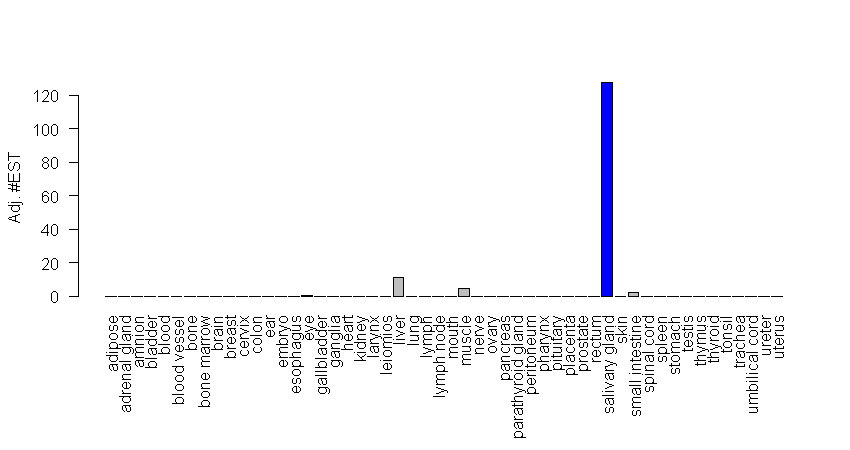 Adj. #EST
120
100
80
60
40
20
0
adipose
adrenal gland
amnion
bladder
blood
blood vessel
bone
bone marrow
brain
breast
cervix
colon
ear
embryo
esophagus
eye
gallbladder
ganglia
heart
kidney
larynx
leiomios
liver
lung
lymph
lymph node
mouth
muscle
nerve
ovary
pancreas
parathyroid gland
peritoneum
pharynx
pituitary
placenta
prostate
rectum
salivary gland
skin
small intestine
spinal cord
spleen
stomach
testis
thymus
thyroid
tonsil
trachea
umbilical cord
ureter
uterus